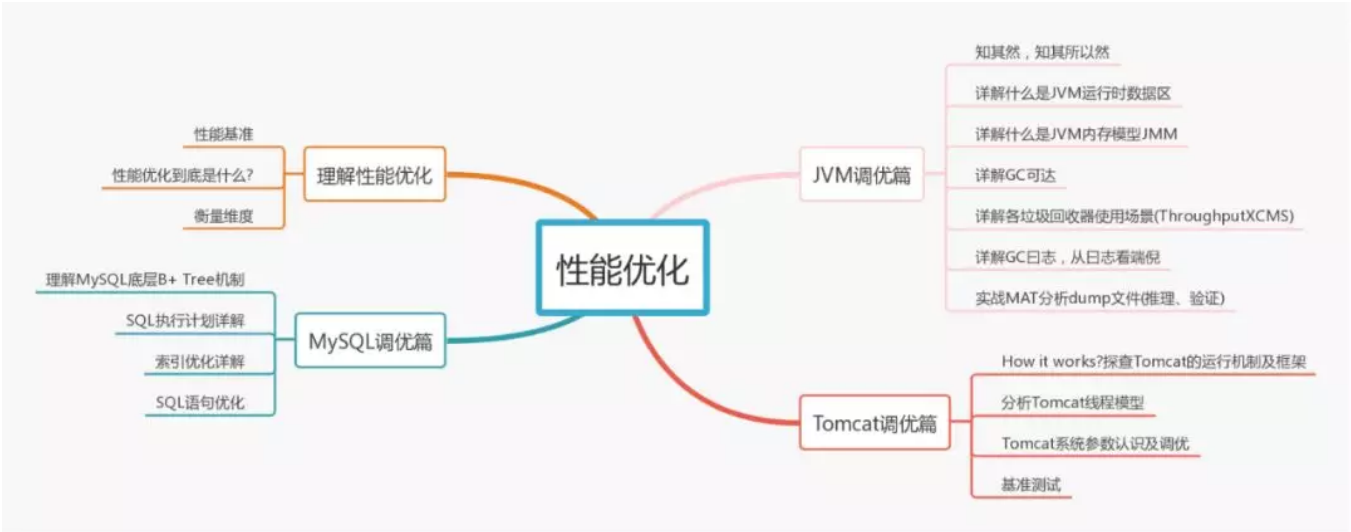 性能优化
理解性能优化
性能基准
性能优化到底是什么?
衡量维度
MySQL调优篇
理解MySQL底层B+ Tree机制
SQL执行计划详解
索引优化详解
SQL语句优化
JVM调优篇
知其然，知其所以然
详解什么是JVM运行时数据区
详解什么是JVM内存模型JMM
详解GC可达
详解各垃圾回收器使用场景(ThroughputXCMS)
详解GC日志，从日志看端倪
实战MAT分析dump文件(推理、验证)
Tomcat调优篇
How it works?探查Tomcat的运行机制及框架
分析Tomcat线程模型
Tomcat系统参数认识及调优
基准测试